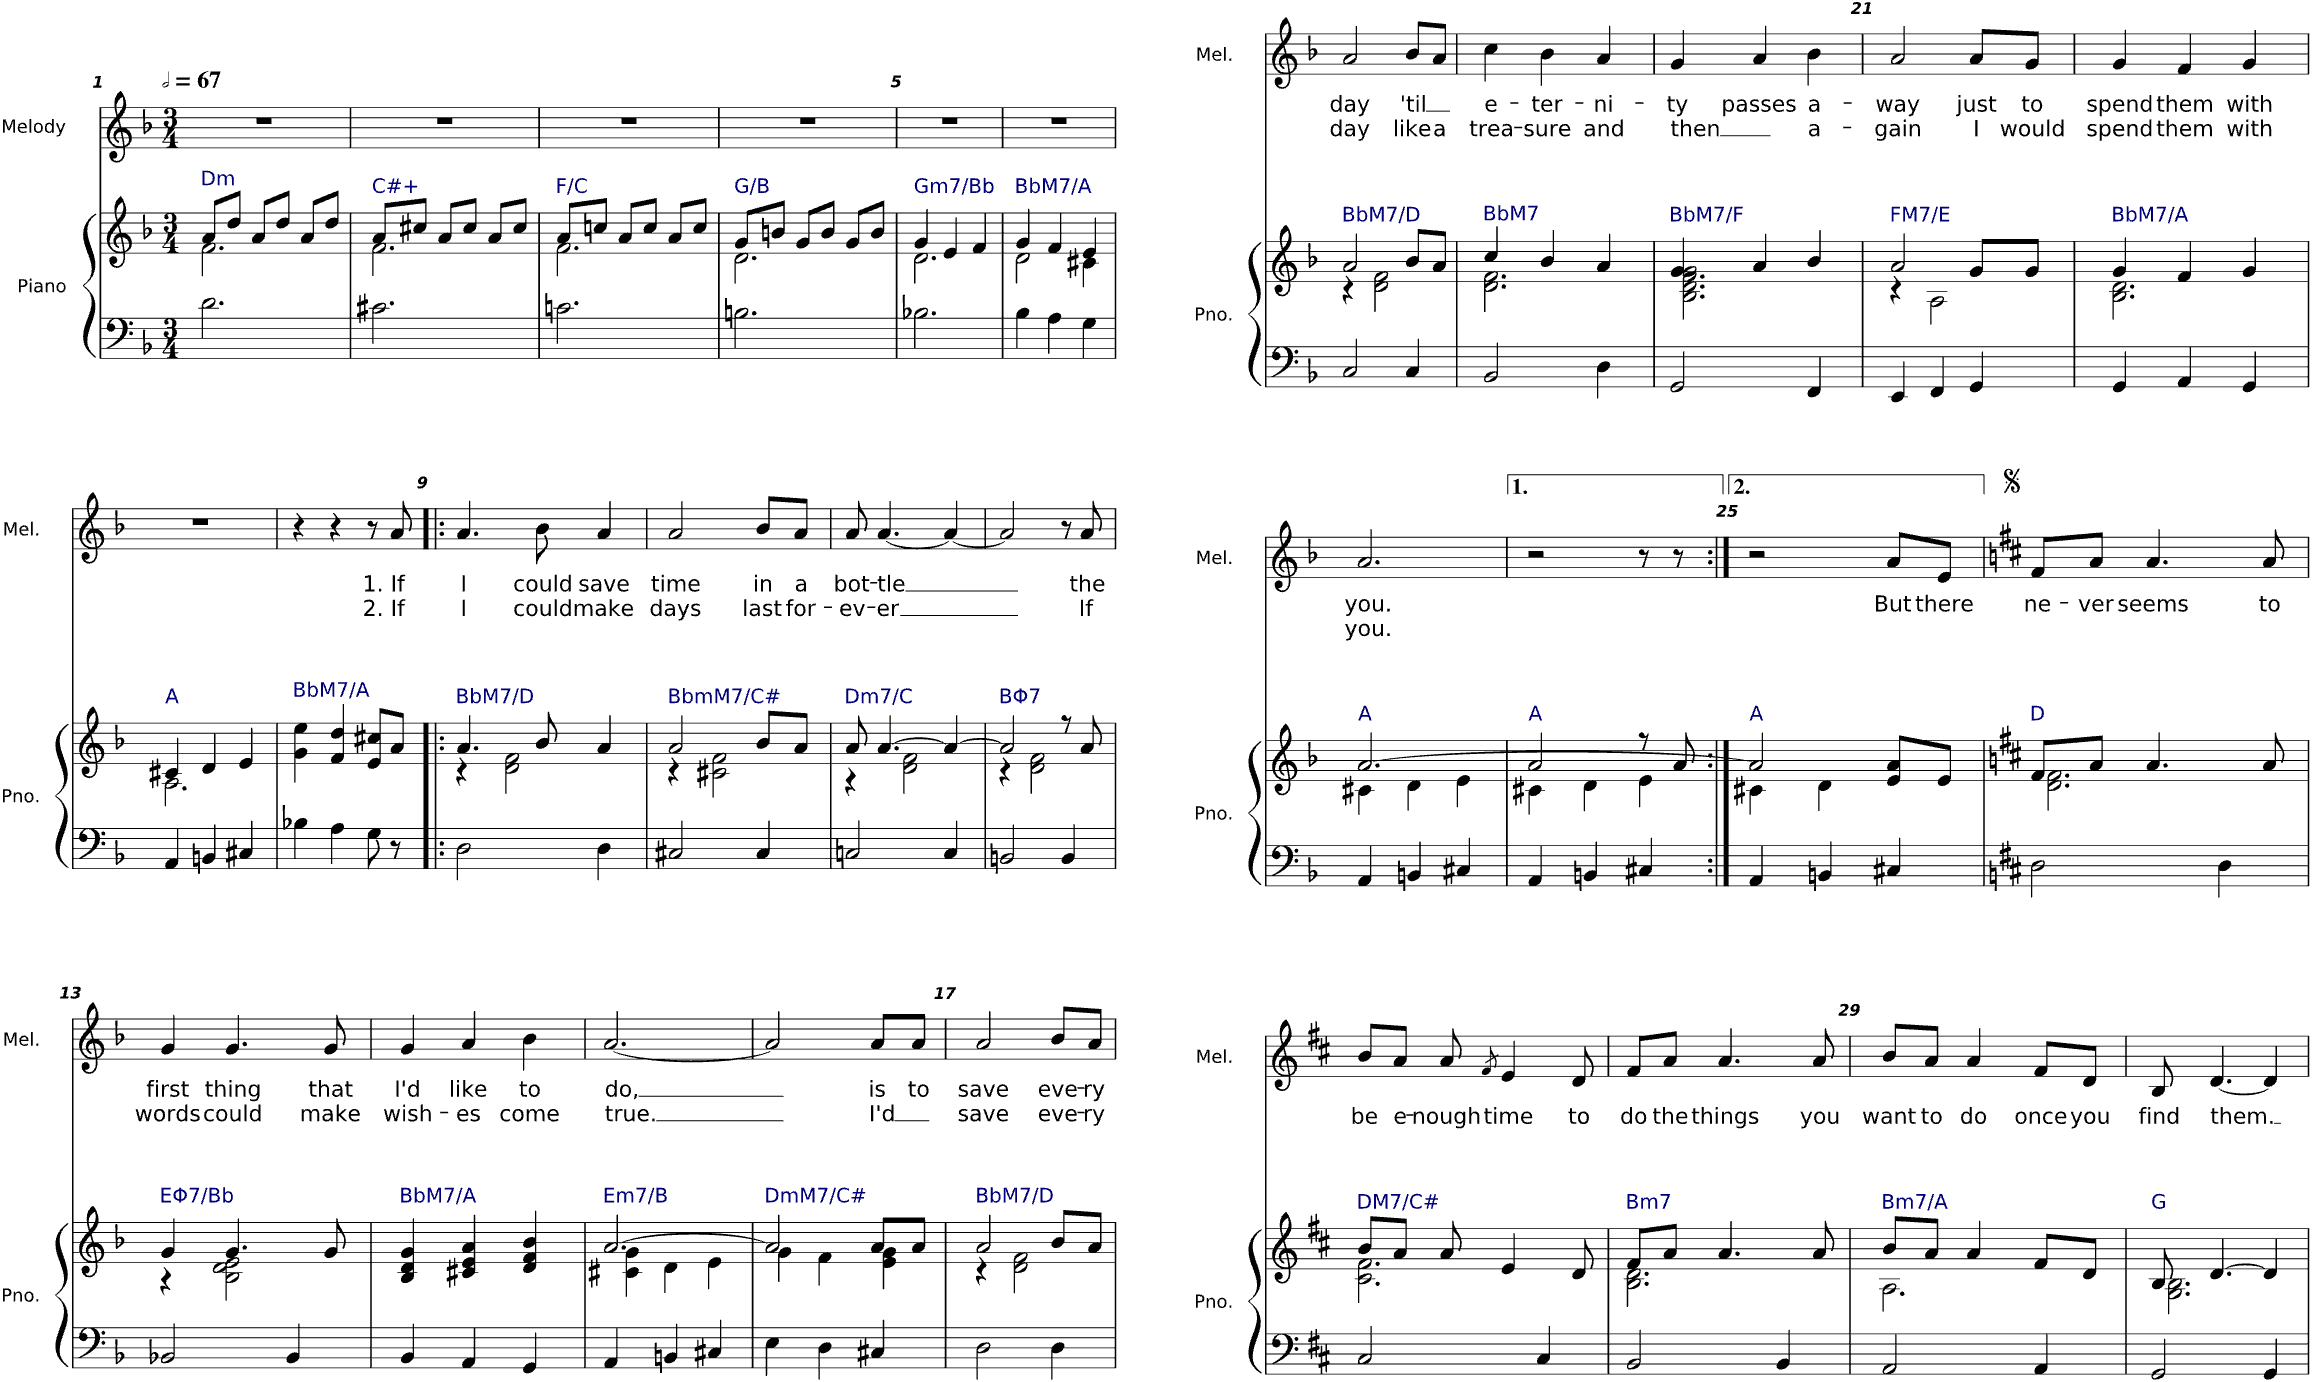 1 𝅗𝅥 = 67 5
Melody
Dm C#+ F/C G/B Gm7/Bb BbM7/A
Piano
9
Mel.
1. If I could save time in a bot-tle the
2. If I could make days last for-ev-er If
A BbM7/A BbM7/D BbmM7/C# Dm7/C BΦ7
Pno.
13 17
Mel.
first thing that I'd like to do, is to save eve-ry
words could make wish-es come true. I'd save eve-ry
EΦ7/Bb BbM7/A Em7/B DmM7/C# BbM7/D
Pno.
21
Mel.
day 'til e-ter-ni-ty passes a-way just to spend them with
day like a trea-sure and then a-gain I would spend them with
BbM7/D BbM7 BbM7/F FM7/E BbM7/A
Pno.
1. 2.
25
Mel.
you. But there ne-ver seems to
you.
A A A D
Pno.
29
Mel.
be e-nough time to do the things you want to do once you find them.
DM7/C# Bm7 Bm7/A G
Pno.